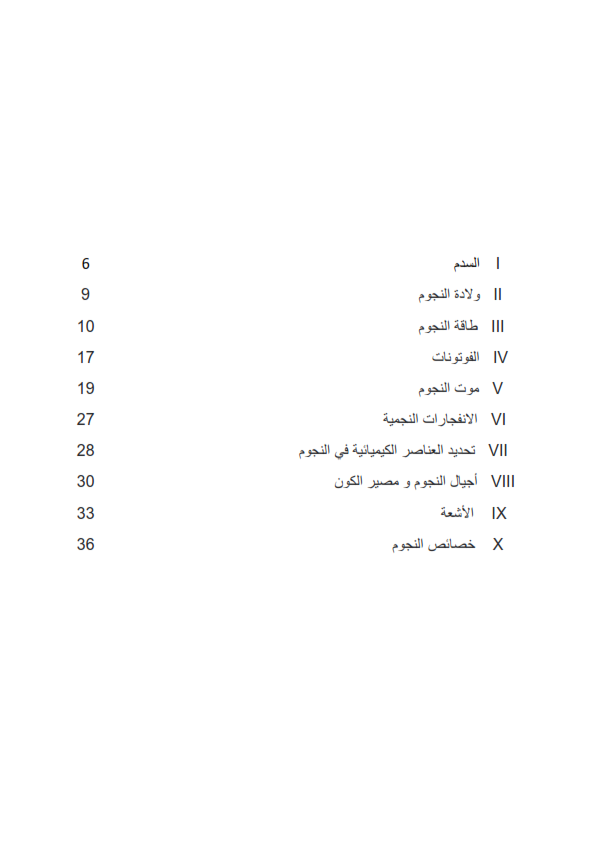 I السدم 6
II ولادة النجوم 9
III طاقة النجوم 10
IV الفوتونات 17
V موت النجوم 19
VI الانفجارات النجمية 27
VII تحديد العناصر الكيميائية في النجوم 28
VIII أجيال النجوم و مصير الكون 30
IX الأشعة 33
X خصائص النجوم 36